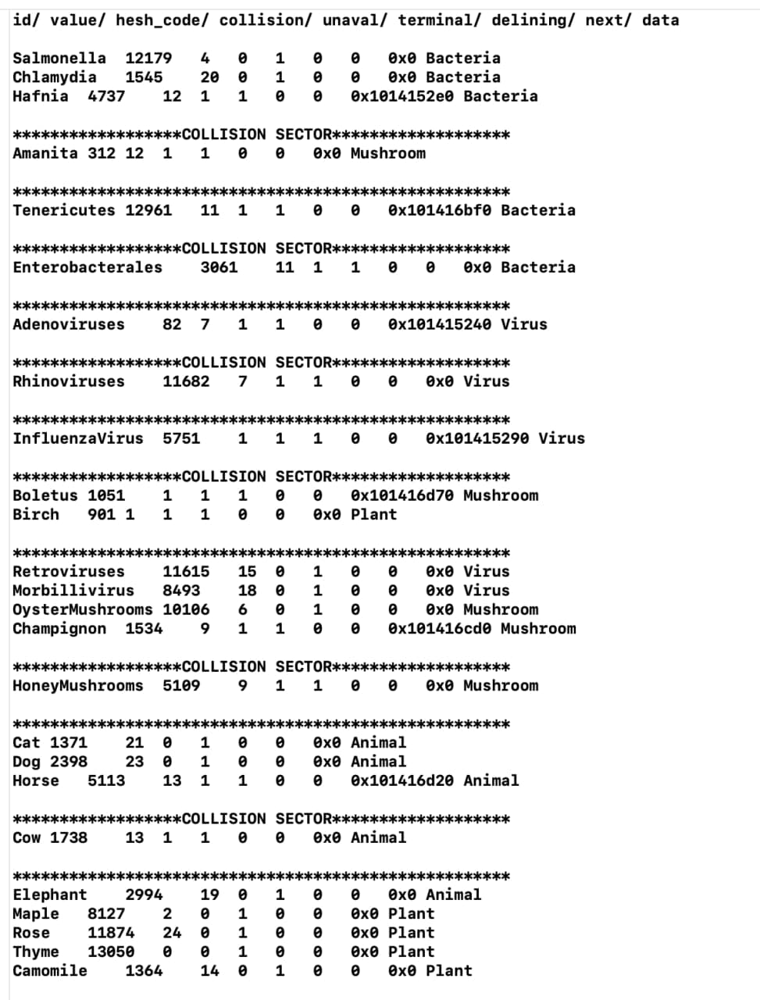 id/ value/ hesh_code/ collision/ unaval/ terminal/ delining/ next/ data
Salmonella 12179 4 0 1 0 0 0x0 Bacteria
Chlamydia 1545 20 0 1 0 0 0x0 Bacteria
Hafnia 4737 12 1 1 0 0 0x1014152e0 Bacteria
******************COLLISION SECTOR*******************
Amanita 312 12 1 1 0 0 0x0 Mushroom
*****************************************************
Tenericutes 12961 11 1 1 0 0 0x101416bf0 Bacteria
******************COLLISION SECTOR*******************
Enterobacterales 3061 11 1 1 0 0 0x0 Bacteria
*****************************************************
Adenoviruses 82 7 1 1 0 0 0x101415240 Virus
******************COLLISION SECTOR*******************
Rhinoviruses 11682 7 1 1 0 0 0x0 Virus
*****************************************************
InfluenzaVirus 5751 1 1 1 0 0 0x101415290 Virus
******************COLLISION SECTOR*******************
Boletus 1051 1 1 1 0 0 0x101416d70 Mushroom
Birch 901 1 1 1 0 0 0x0 Plant
*****************************************************
Retroviruses 11615 15 0 1 0 0 0x0 Virus
Morbillivirus 8493 18 0 1 0 0 0x0 Virus
OysterMushrooms 10106 6 0 1 0 0 0x0 Mushroom
Champignon 1534 9 1 1 0 0 0x101416cd0 Mushroom
******************COLLISION SECTOR*******************
HoneyMushrooms 5109 9 1 1 0 0 0x0 Mushroom
*****************************************************
Cat 1371 21 0 1 0 0 0x0 Animal
Dog 2398 23 0 1 0 0 0x0 Animal
Horse 5113 13 1 1 0 0 0x101416d20 Animal
******************COLLISION SECTOR*******************
Cow 1738 13 1 1 0 0 0x0 Animal
*****************************************************
Elephant 2994 19 0 1 0 0 0x0 Animal
Maple 8127 2 0 1 0 0 0x0 Plant
Rose 11874 24 0 1 0 0 0x0 Plant
Thyme 13050 0 0 1 0 0 0x0 Plant
Camomile 1364 14 0 1 0 0 0x0 Plant